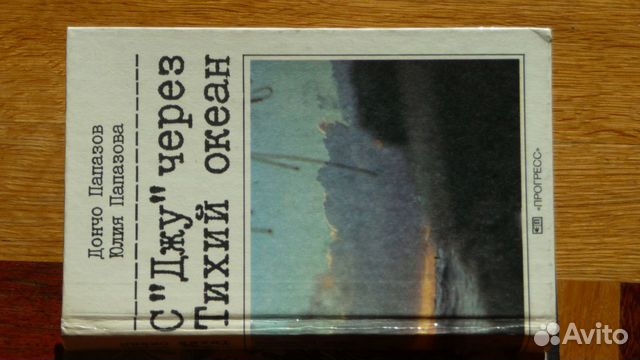 Дончо Папазов
Юлия Папазова
С"Джу"через
Тихий океан
«ПРОГРЕСС»
Avito